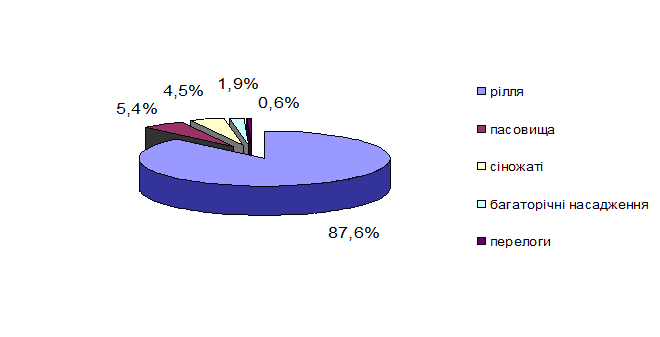 5,4%
4,5%
1,9%
0,6%
87,6%
рілля
пасовища
сіножаті
багаторічні насадження
перелоги